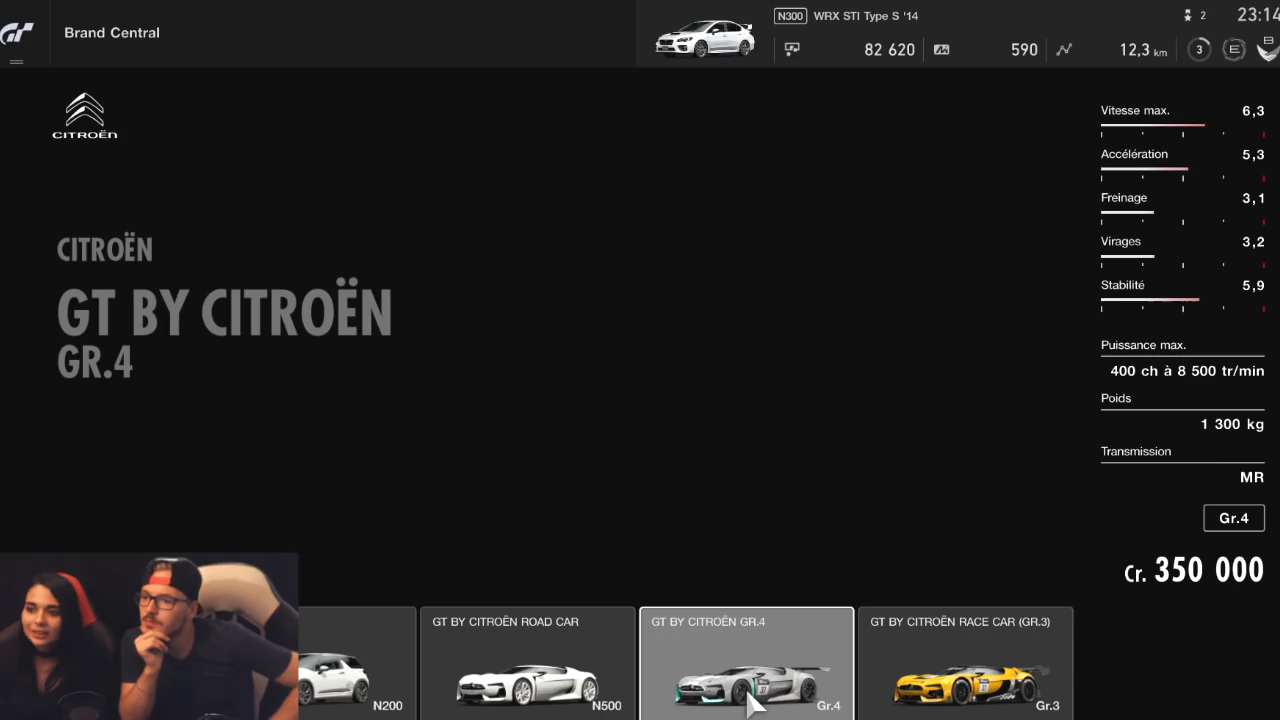 GT
Brand Central
N300 WRX STI Type S '14
2
23:14
82 620
590
12,3 km
3
E
B
CITROËN
CITROËN
GT BY CITROËN
GR.4
Vitesse max. 6,3
Accélération 5,3
Freinage 3,1
Virages 3,2
Stabilité 5,9
Puissance max.
400 ch à 8 500 tr/min
Poids
1 300 kg
Transmission
MR
Gr.4
Cr. 350 000
N200
GT BY CITROËN ROAD CAR
N500
GT BY CITROËN GR.4
Gr.4
GT BY CITROËN RACE CAR (GR.3)
Gr.3